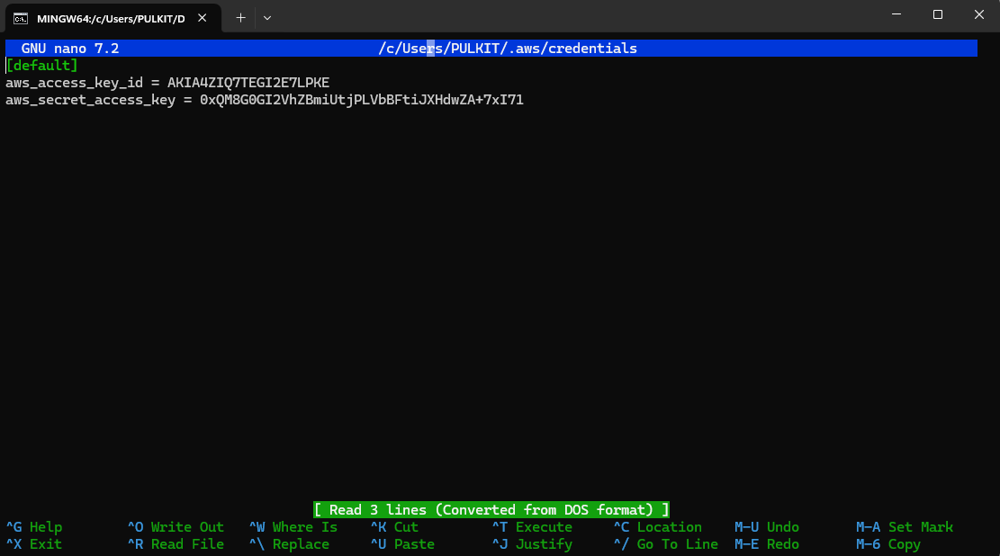 MINGW64:/c/Users/PULKIT/D
GNU nano 7.2 /c/Users/PULKIT/.aws/credentials
[default]
aws_access_key_id = AKIA4ZIQ7TEGI2E7LPKE
aws_secret_access_key = 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
[ Read 3 lines (Converted from DOS format) ]
^G Help ^O Write Out ^W Where Is ^K Cut ^T Execute ^C Location M-U Undo M-A Set Mark
^X Exit ^R Read File ^\ Replace ^U Paste ^J Justify ^/ Go To Line M-E Redo M-6 Copy